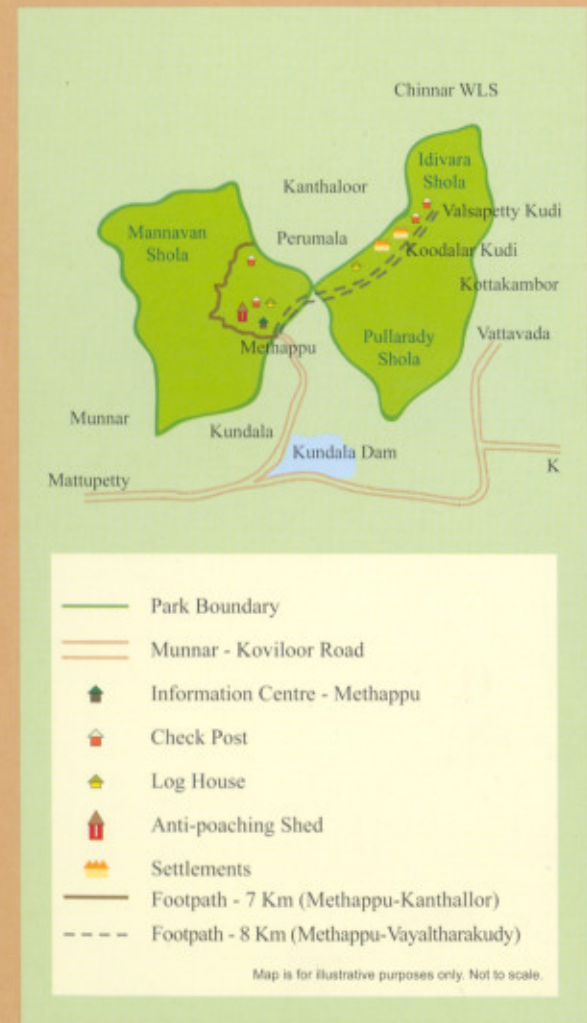 Chinnar WLS
Idivara
Shola
Kanthaloor
Valsapetty Kudi
Mannavan
Shola
Perumala
Koodalar Kudi
Kottakambor
Methappu
Pullarady
Shola
Vattavada
Munnar
Kundala
Kundala Dam
K
Mattupetty
Park Boundary
Munnar - Koviloor Road
Information Centre - Methappu
Check Post
Log House
Anti-poaching Shed
Settlements
Footpath - 7 Km (Methappu-Kanthallor)
Footpath - 8 Km (Methappu-Vayaltharakudy)
Map is for illustrative purposes only. Not to scale.